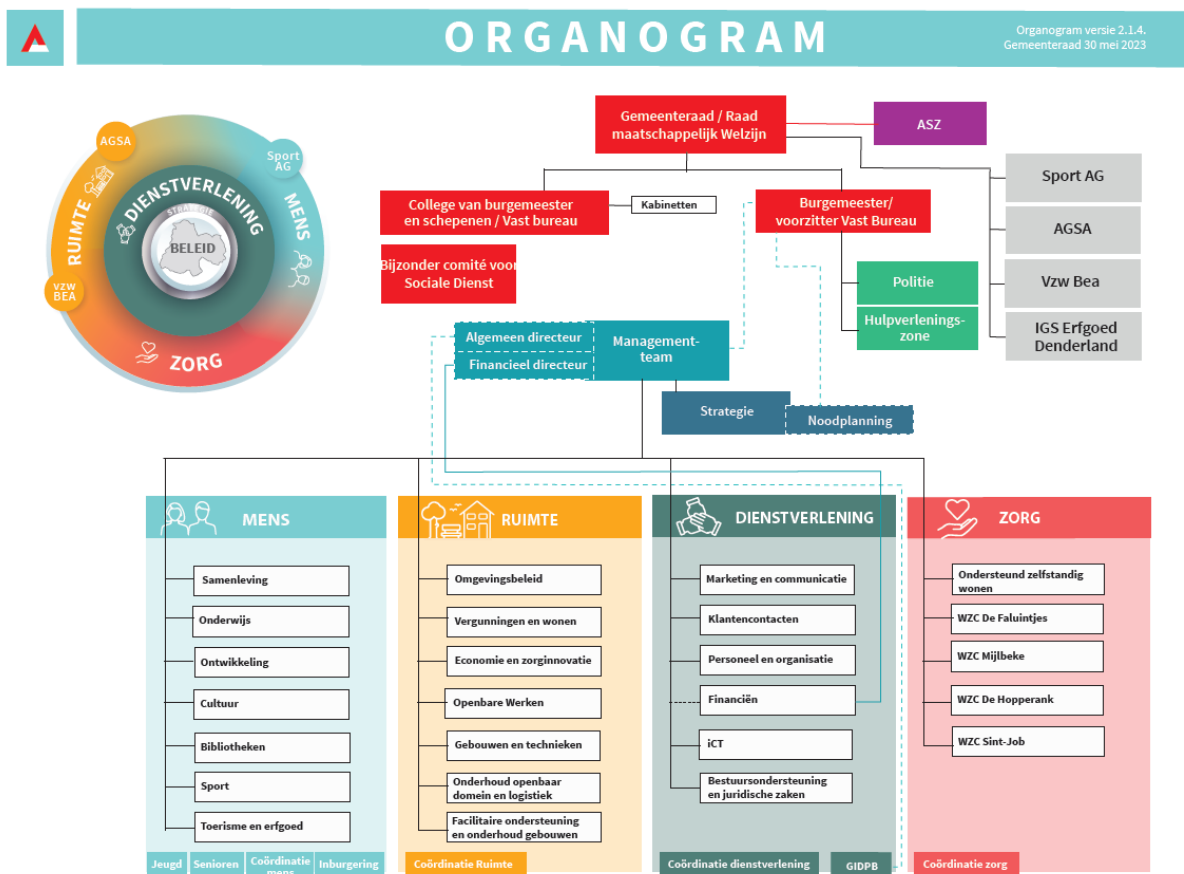 ORGANOGRAM
Organogram versie 2.1.4.
Gemeenteraad 30 mei 2023
AGSA
Sport
AG
RUIMTE
DIENSTVERLENING
MENS
STRATEGIE
BELEID
VZW
BEA
ZORG
Gemeenteraad / Raad
maatschappelijk Welzijn
ASZ
Sport AG
AGSA
Vzw Bea
IGS Erfgoed
Denderland
College van burgemeester
en schepenen / Vast bureau
Kabinetten
Burgemeester/
voorzitter Vast Bureau
Bijzonder comité voor
Sociale Dienst
Politie
Hulpverlenings-
zone
Algemeen directeur
Financieel directeur
Management-
team
Strategie
Noodplanning
MENS
Samenleving
Onderwijs
Ontwikkeling
Cultuur
Bibliotheken
Sport
Toerisme en erfgoed
Jeugd
Senioren
Coördinatie
mens
Inburgering
RUIMTE
Omgevingsbeleid
Vergunningen en wonen
Economie en zorginnovatie
Openbare Werken
Gebouwen en technieken
Onderhoud openbaar
domein en logistiek
Facilitaire ondersteuning
en onderhoud gebouwen
Coördinatie Ruimte
DIENSTVERLENING
Marketing en communicatie
Klantencontacten
Personeel en organisatie
Financiën
iCT
Bestuursondersteuning
en juridische zaken
Coördinatie dienstverlening
GIDPB
ZORG
Ondersteund zelfstandig
wonen
WZC De Faluintjes
WZC Mijlbeke
WZC De Hopperank
WZC Sint-Job
Coördinatie zorg